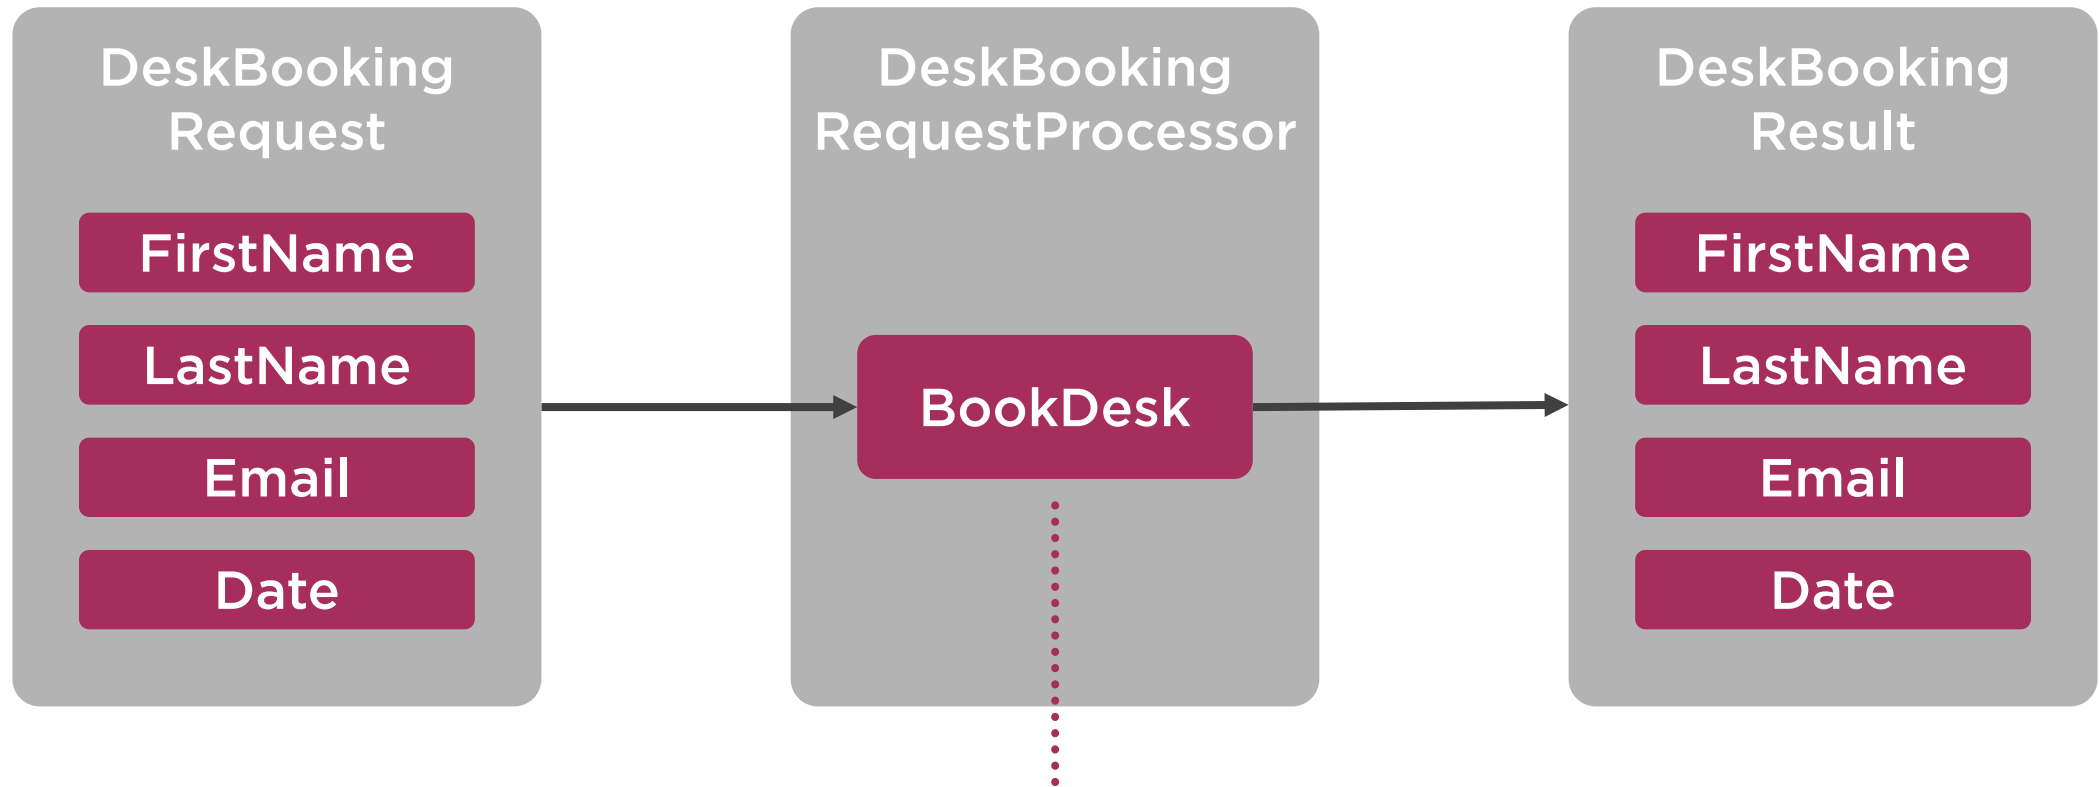 DeskBooking
Request
FirstName
LastName
Email
Date
DeskBooking
RequestProcessor
BookDesk
DeskBooking
Result
FirstName
LastName
Email
Date